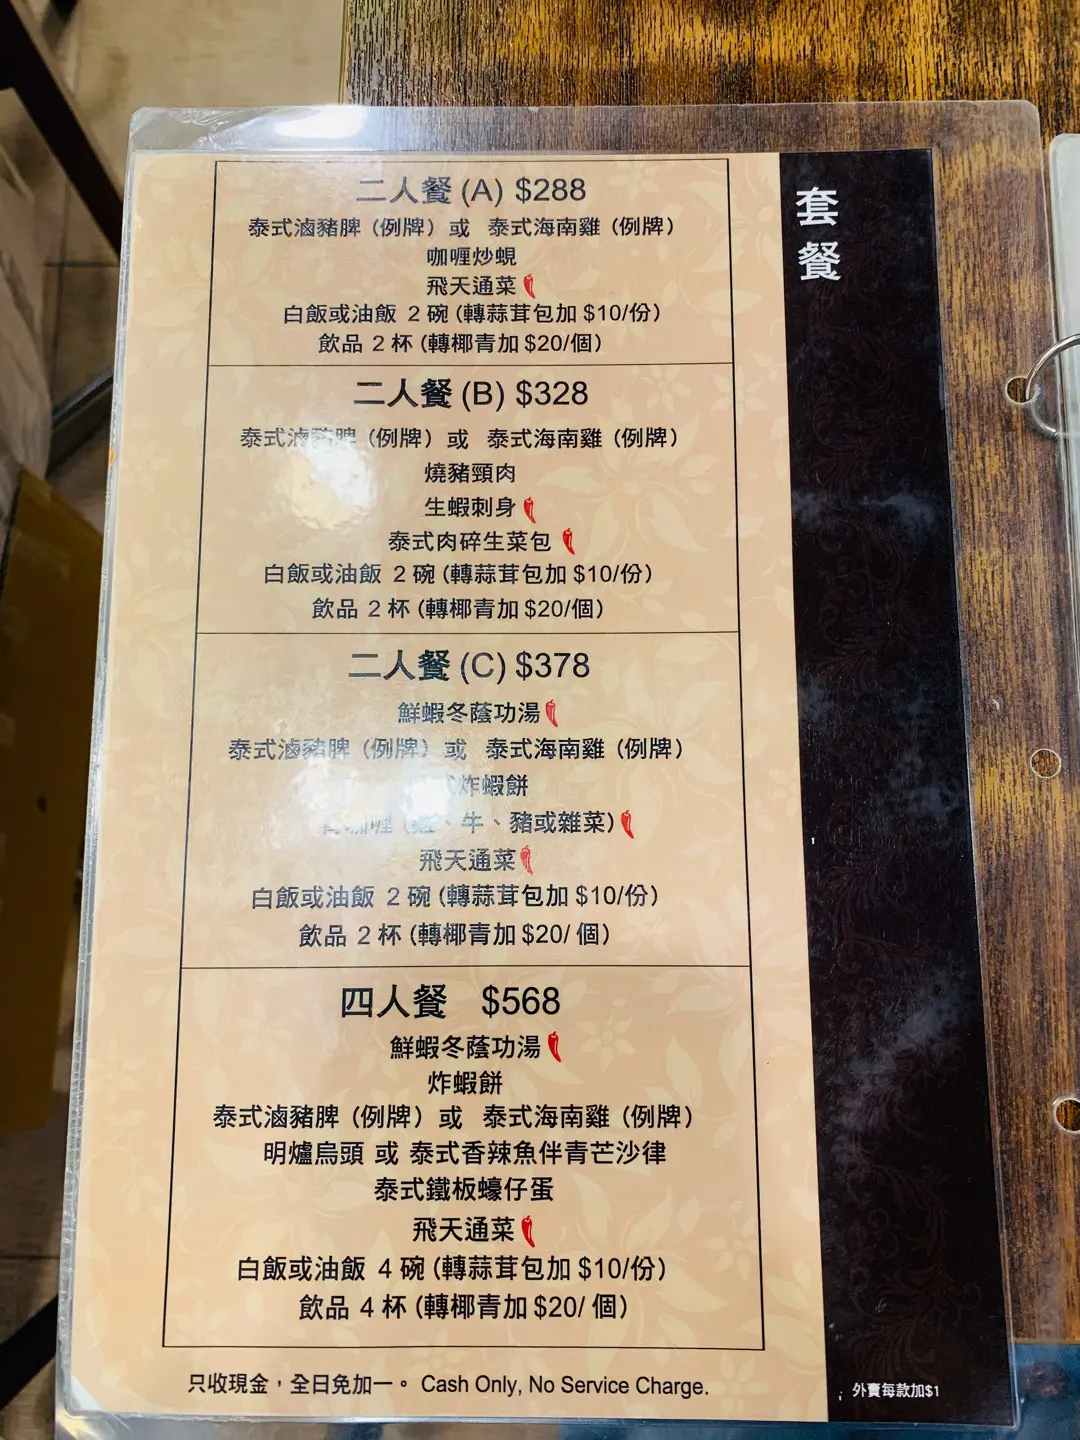 套餐
二人餐 (A) $288
泰式滷豬脾（例牌）或 泰式海南雞（例牌）
咖喱炒蜆
飛天通菜
白飯或油飯 2 碗 (轉蒜茸包加 $10/份)
飲品 2 杯 (轉椰青加 $20/個)
二人餐 (B) $328
泰式滷豬脾（例牌）或 泰式海南雞（例牌）
燒豬頸肉
生蝦刺身
泰式肉碎生菜包
白飯或油飯 2 碗 (轉蒜茸包加 $10/份)
飲品 2 杯 (轉椰青加 $20/個)
二人餐 (C) $378
鮮蝦冬蔭功湯
泰式滷豬脾（例牌）或 泰式海南雞（例牌）
式炸蝦餅
咖喱 (雞、牛、豬或雜菜)
飛天通菜
白飯或油飯 2 碗 (轉蒜茸包加 $10/份)
飲品 2 杯 (轉椰青加 $20/ 個)
四人餐 $568
鮮蝦冬蔭功湯
炸蝦餅
泰式滷豬脾（例牌）或 泰式海南雞（例牌）
明爐烏頭 或 泰式香辣魚伴青芒沙律
泰式鐵板蠔仔蛋
飛天通菜
白飯或油飯 4 碗 (轉蒜茸包加 $10/份)
飲品 4 杯 (轉椰青加 $20/ 個)
只收現金，全日免加一。 Cash Only, No Service Charge.
外賣每款加$1